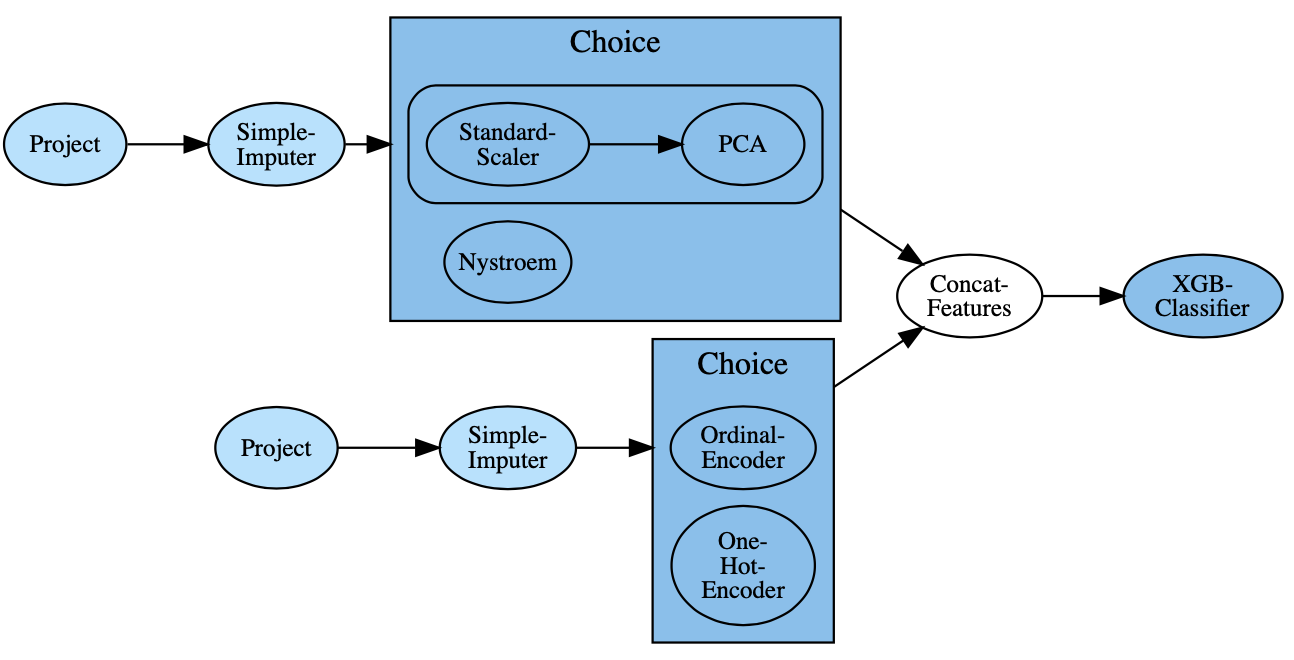 Choice
Project
Simple-
Imputer
Standard-
Scaler
PCA
Nystroem
Concat-
Features
XGB-
Classifier
Choice
Project
Simple-
Imputer
Ordinal-
Encoder
One-
Hot-
Encoder